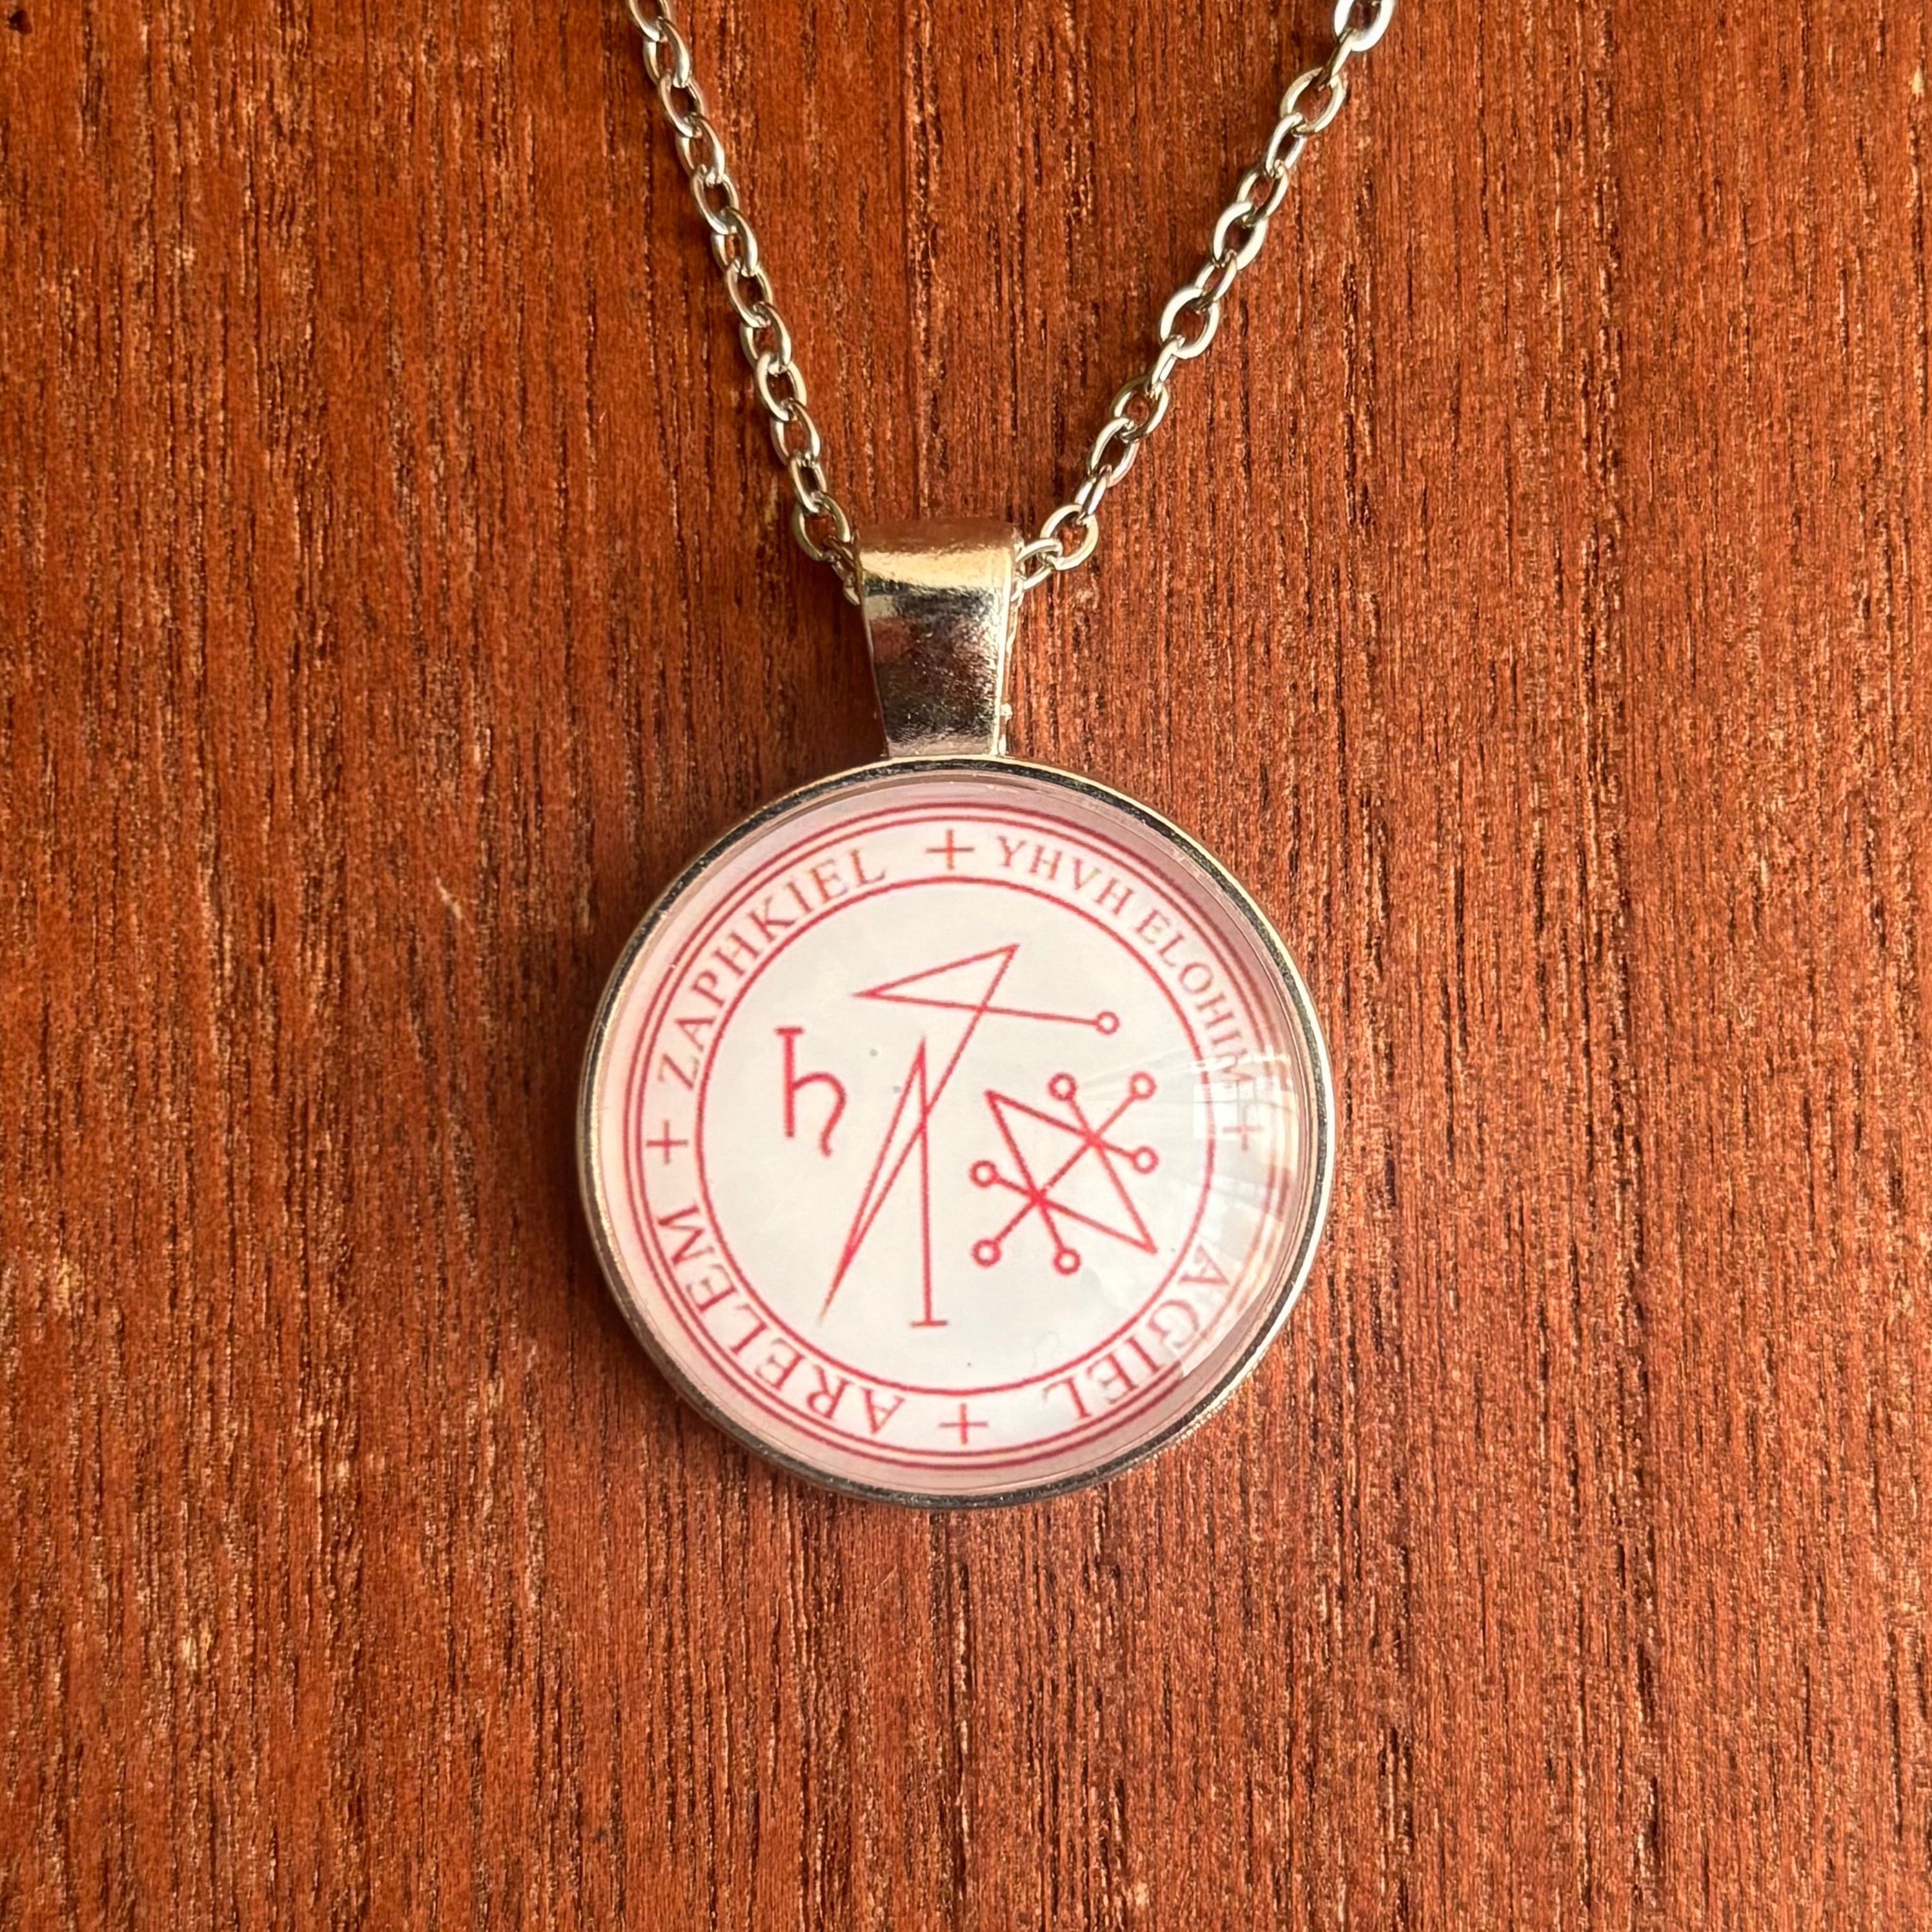 + YHVH ELOHIM + AGIEL + ARELEM + ZAPHKIEL